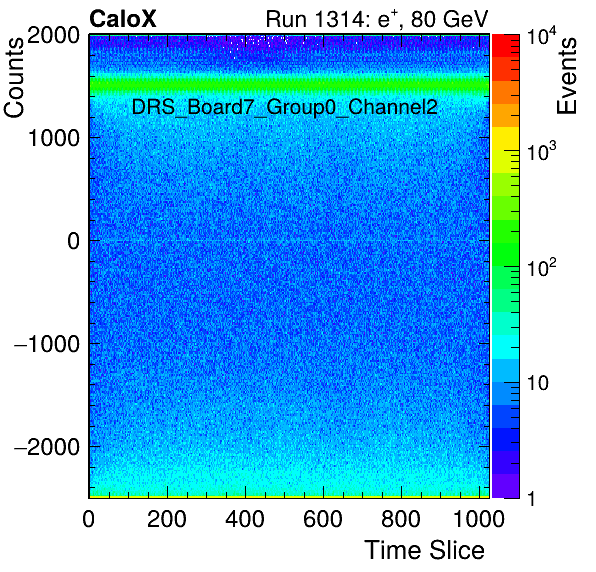 CaloX
Run 1314: e+, 80 GeV
Counts
2000
1000
0
−1000
−2000
DRS_Board7_Group0_Channel2
0
200
400
600
800
1000
Time Slice
10^4
10^3
10^2
10
1
Events